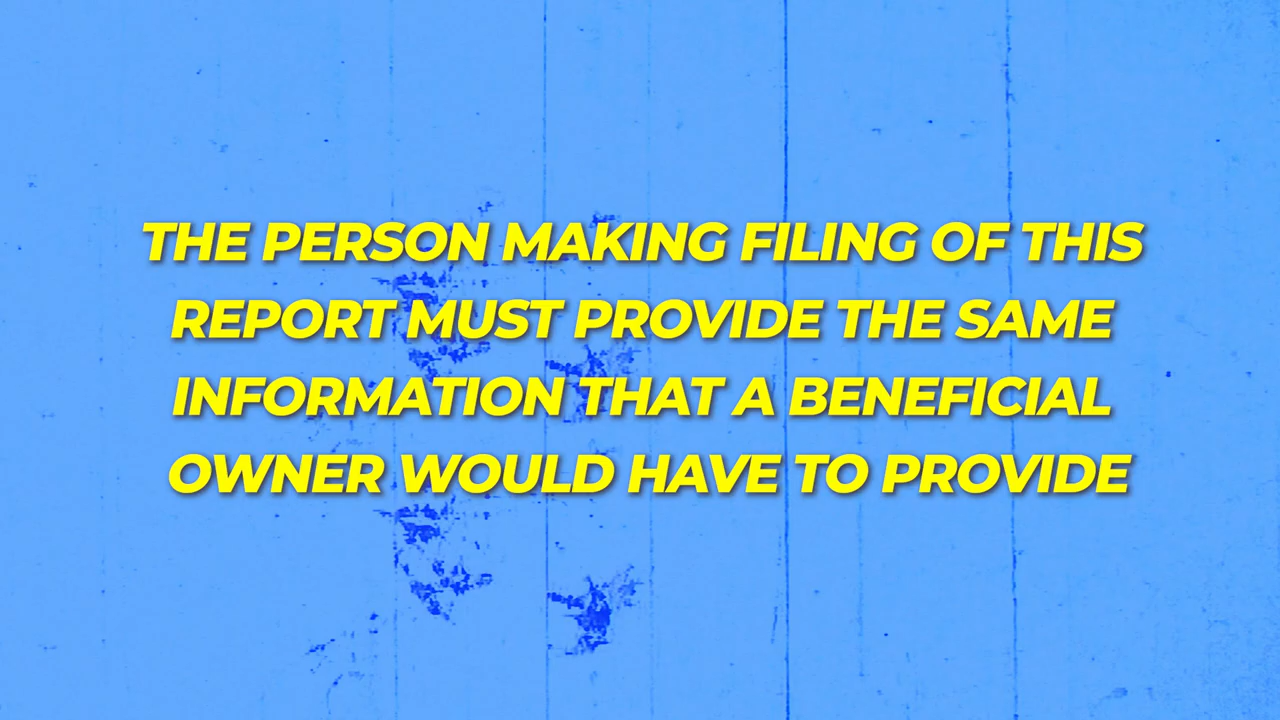 THE PERSON MAKING FILING OF THIS
REPORT MUST PROVIDE THE SAME
INFORMATION THAT A BENEFICIAL
OWNER WOULD HAVE TO PROVIDE